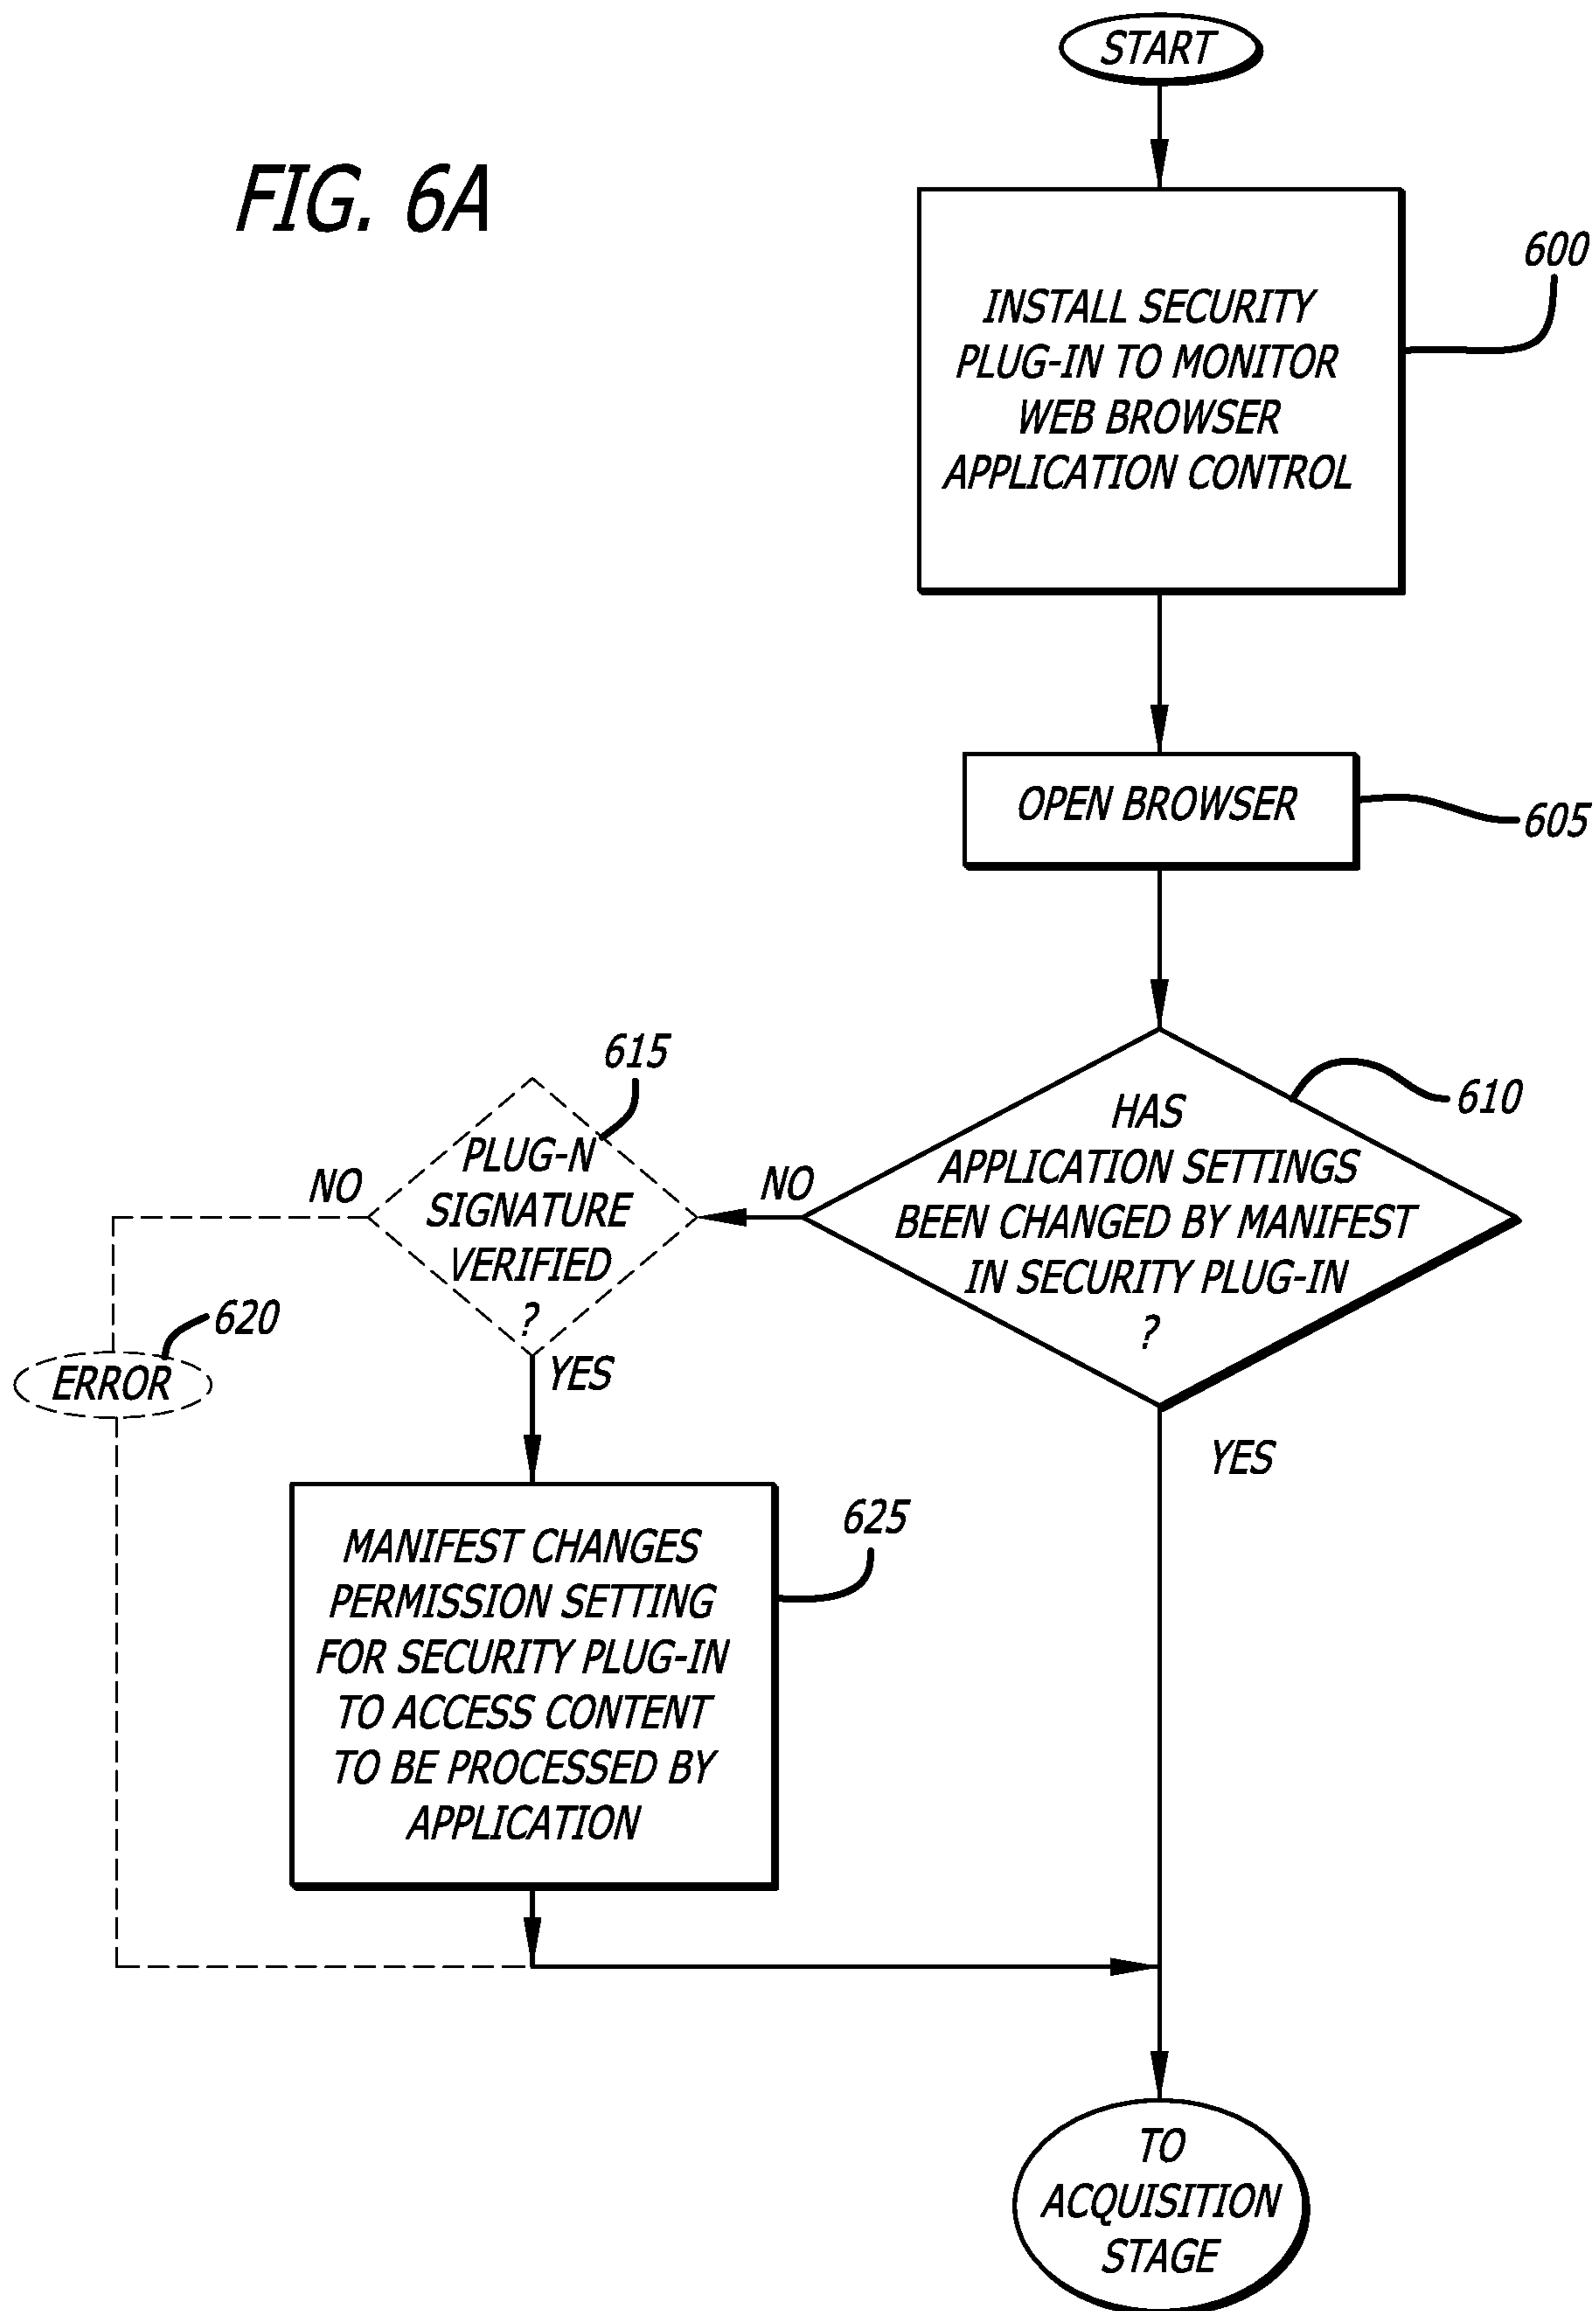 START
FIG. 6A
600
INSTALL SECURITY
PLUG-IN TO MONITOR
WEB BROWSER
APPLICATION CONTROL
OPEN BROWSER
605
615
610
HAS
APPLICATION SETTINGS
BEEN CHANGED BY MANIFEST
IN SECURITY PLUG-IN
?
NO
PLUG-N
SIGNATURE
VERIFIED
?
NO
620
ERROR
YES
YES
625
MANIFEST CHANGES
PERMISSION SETTING
FOR SECURITY PLUG-IN
TO ACCESS CONTENT
TO BE PROCESSED BY
APPLICATION
TO
ACQUISITION
STAGE